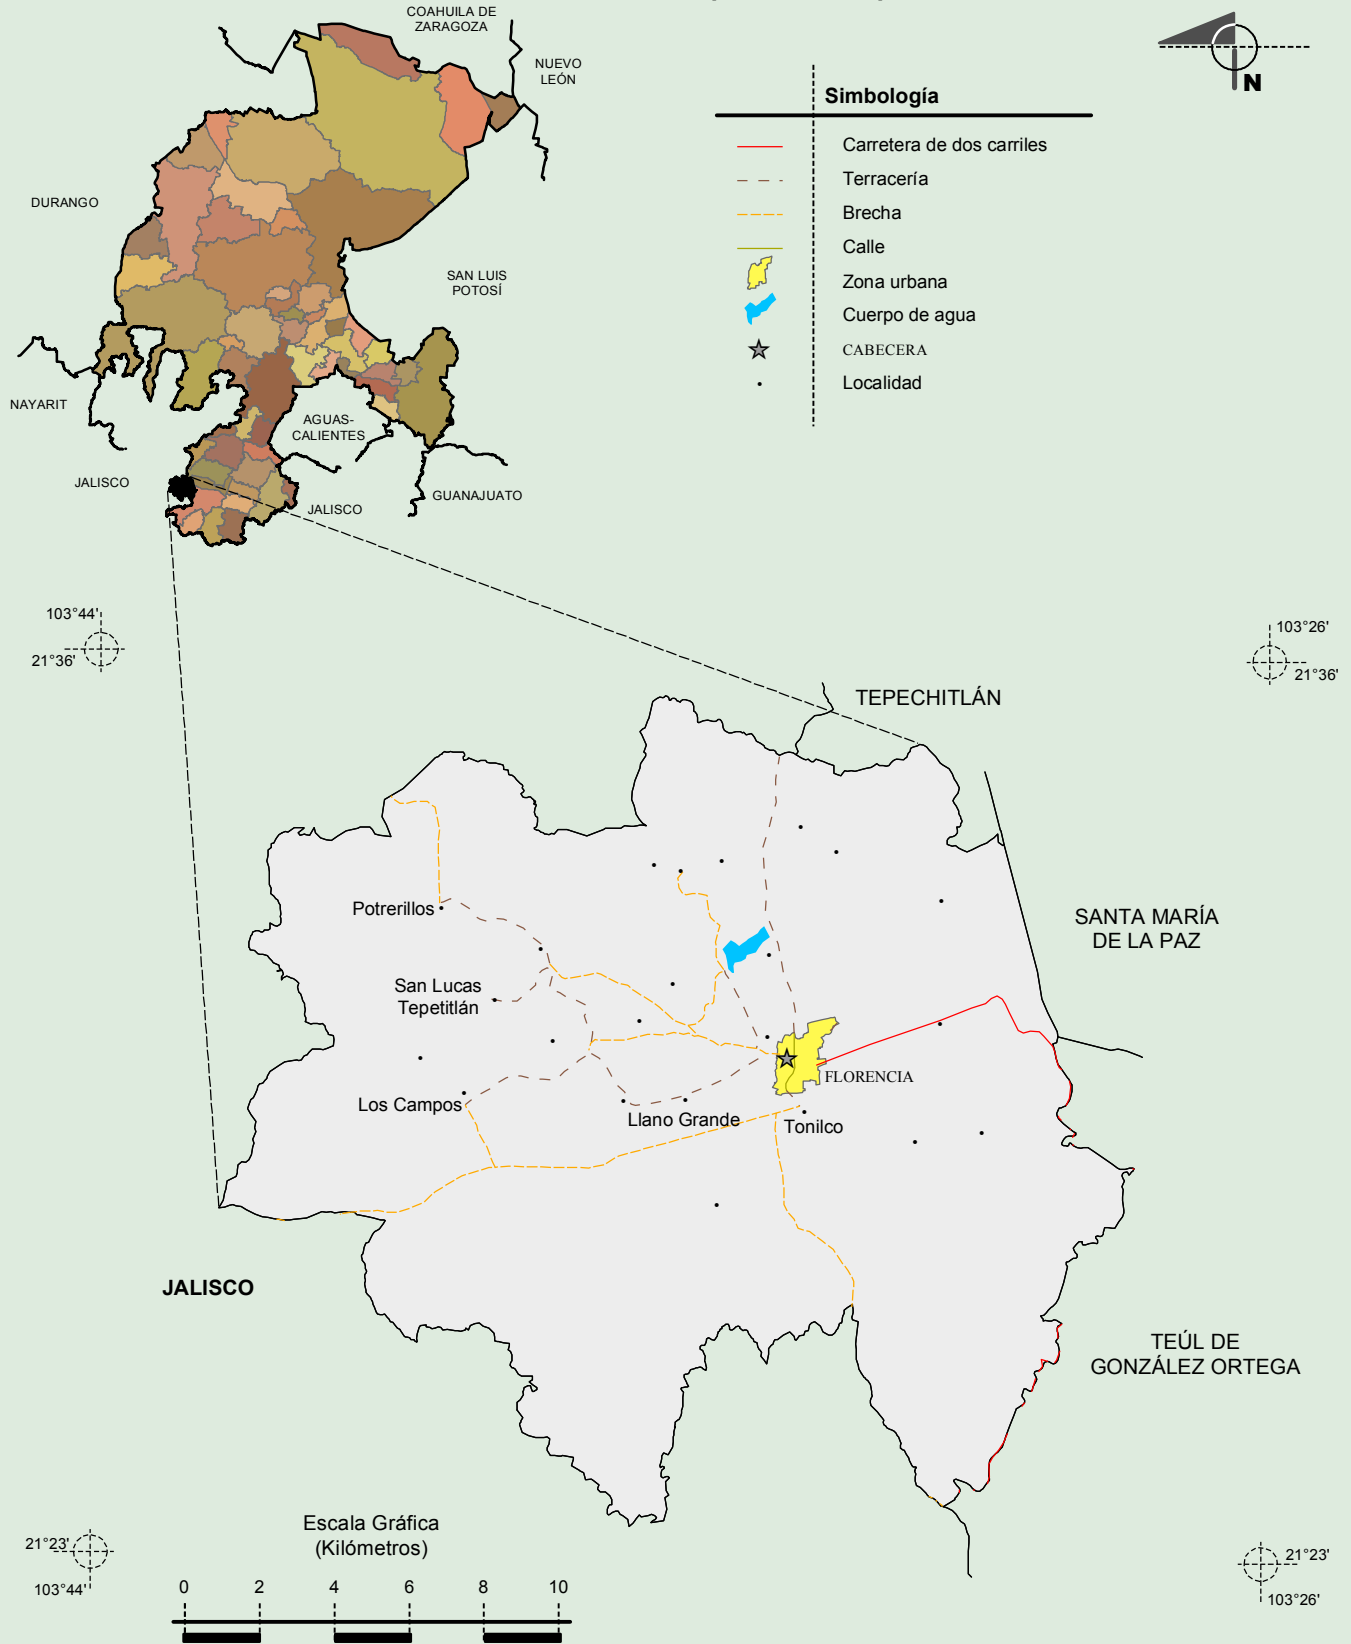 COAHUILA DE
ZARAGOZA
NUEVO
LEÓN
DURANGO
SAN LUIS
POTOSÍ
NAYARIT
AGUAS-
CALIENTES
JALISCO
JALISCO
GUANAJUATO
N
Simbología
Carretera de dos carriles
Terracería
Brecha
Calle
Zona urbana
Cuerpo de agua
CABECERA
Localidad
103°44'
21°36'
103°26'
21°36'
TEPECHITLÁN
SANTA MARÍA
DE LA PAZ
Potrerillos
San Lucas
Tepetitlán
FLORENCIA
Los Campos
Llano Grande
Tonilco
JALISCO
TEÚL DE
GONZÁLEZ ORTEGA
Escala Gráfica
(Kilómetros)
0 2 4 6 8 10
21°23'
103°44'
21°23'
103°26'